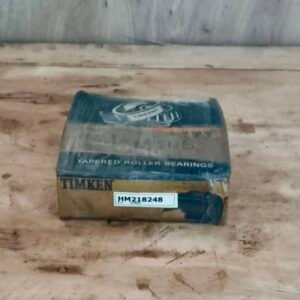 TAPERED ROLLER BEARINGS
TIMKEN
HM218248